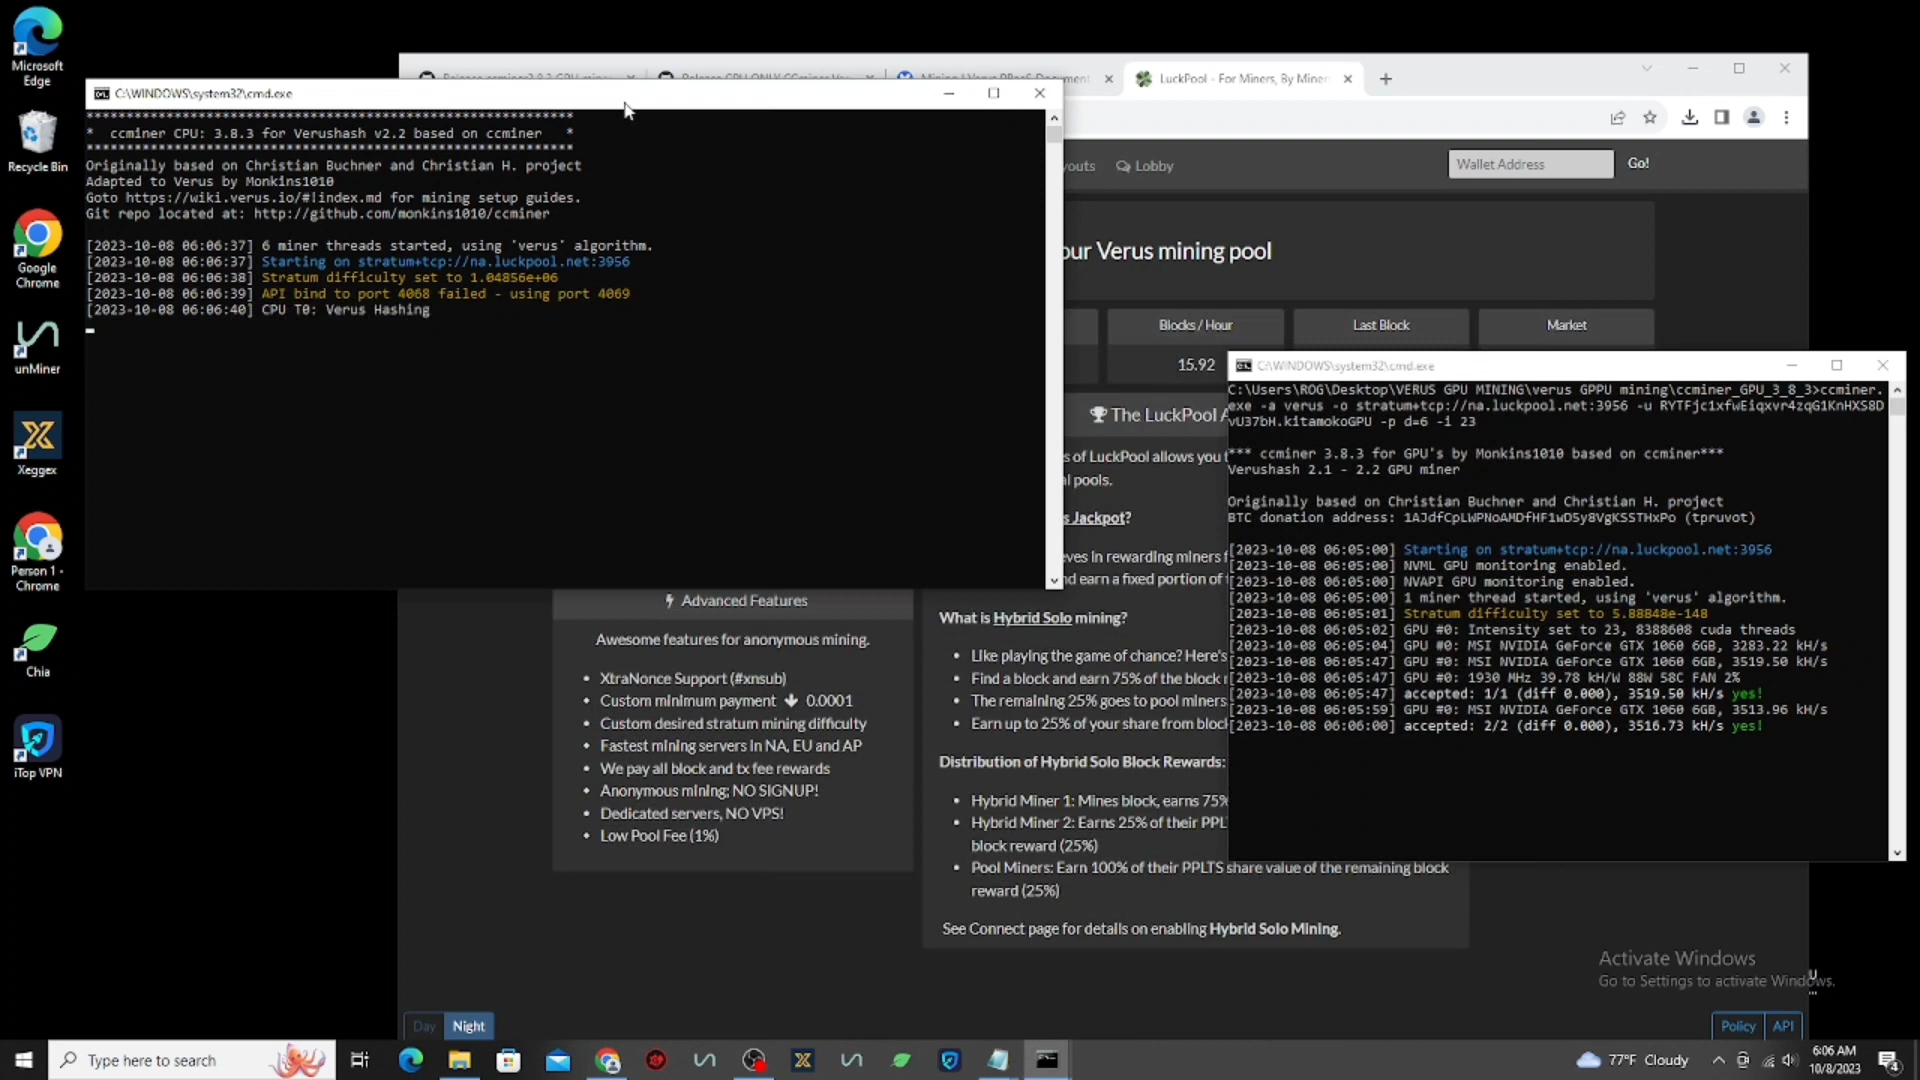 Microsoft
Edge
Recycle Bin
Google
Chrome
unMiner
Xeggex
Person 1 -
Chrome
Chia
iTop VPN
LuckPool - For Miners, By Miner
C:\WINDOWS\system32\cmd.exe
***************************************************************
* ccminer CPU: 3.8.3 for Verushash v2.2 based on ccminer *
***************************************************************
Originally based on Christian Buchner and Christian H. project
Adapted to Verus by Monkins1010
Goto https://wiki.verus.io/#!index.md for mining setup guides.
Git repo located at: http://github.com/monkins1010/ccminer
[2023-10-08 06:06:37] 6 miner threads started, using 'verus' algorithm.
[2023-10-08 06:06:37] Starting on stratum+tcp://na.luckpool.net:3956
[2023-10-08 06:06:38] Stratum difficulty set to 1.04856e+06
[2023-10-08 06:06:39] API bind to port 4068 failed - using port 4069
[2023-10-08 06:06:40] CPU T0: Verus Hashing
youts
Lobby
Wallet Address
Go!
our Verus mining pool
Blocks / Hour
Last Block
Market
15.92
The LuckPool A
s of LuckPool allows you t
al pools.
s Jackpot?
eves in rewarding miners f
nd earn a fixed portion of
C:\WINDOWS\system32\cmd.exe
C:\Users\ROG\Desktop\VERUS GPU MINING\verus GPPU mining\ccminer_GPU_3_8_3>ccminer.
exe -a verus -o stratum+tcp://na.luckpool.net:3956 -u RYTFjc1xfwEiqxvr4zqG1KnHXS8D
vU37bH.kitamokoGPU -p d=6 -i 23
*** ccminer 3.8.3 for GPU's by Monkins1010 based on ccminer***
Verushash 2.1 - 2.2 GPU miner
Originally based on Christian Buchner and Christian H. project
BTC donation address: 1AJdfCpLWPNoAMDfHF1wD5y8VgKSSTHxPo (tpruvot)
[2023-10-08 06:05:00] Starting on stratum+tcp://na.luckpool.net:3956
[2023-10-08 06:05:00] NVML GPU monitoring enabled.
[2023-10-08 06:05:00] NVAPI GPU monitoring enabled.
[2023-10-08 06:05:00] 1 miner thread started, using 'verus' algorithm.
[2023-10-08 06:05:01] Stratum difficulty set to 5.88848e-148
[2023-10-08 06:05:02] GPU #0: Intensity set to 23, 8388608 cuda threads
[2023-10-08 06:05:04] GPU #0: MSI NVIDIA GeForce GTX 1060 6GB, 3283.22 kH/s
[2023-10-08 06:05:47] GPU #0: MSI NVIDIA GeForce GTX 1060 6GB, 3519.50 kH/s
[2023-10-08 06:05:47] GPU #0: 1930 MHz 39.78 kH/W 88W 58C FAN 2%
[2023-10-08 06:05:47] accepted: 1/1 (diff 0.000), 3519.50 kH/s yes!
[2023-10-08 06:05:59] GPU #0: MSI NVIDIA GeForce GTX 1060 6GB, 3513.96 kH/s
[2023-10-08 06:06:00] accepted: 2/2 (diff 0.000), 3516.73 kH/s yes!
Advanced Features
Awesome features for anonymous mining.
XtraNonce Support (#xnsub)
Custom minimum payment 0.0001
Custom desired stratum mining difficulty
Fastest mining servers in NA, EU and AP
We pay all block and tx fee rewards
Anonymous mining; NO SIGNUP!
Dedicated servers, NO VPS!
Low Pool Fee (1%)
What is Hybrid Solo mining?
Like playing the game of chance? Here's
Find a block and earn 75% of the block r
The remaining 25% goes to pool miners
Earn up to 25% of your share from block
Distribution of Hybrid Solo Block Rewards:
Hybrid Miner 1: Mines block, earns 75%
Hybrid Miner 2: Earns 25% of their PPL
block reward (25%)
Pool Miners: Earn 100% of their PPLTS share value of the remaining block
reward (25%)
See Connect page for details on enabling Hybrid Solo Mining.
Activate Windows
Go to Settings to activate Windows.
Day
Night
Policy
API
Type here to search
77°F Cloudy
6:06 AM
10/8/2023
4